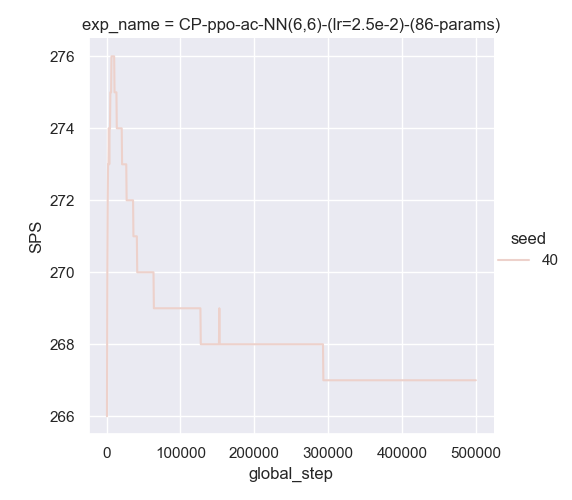 exp_name = CP-ppo-ac-NN(6,6)-(lr=2.5e-2)-(86-params)
276
274
272
270
268
266
SPS
0 100000 200000 300000 400000 500000
global_step
seed
40